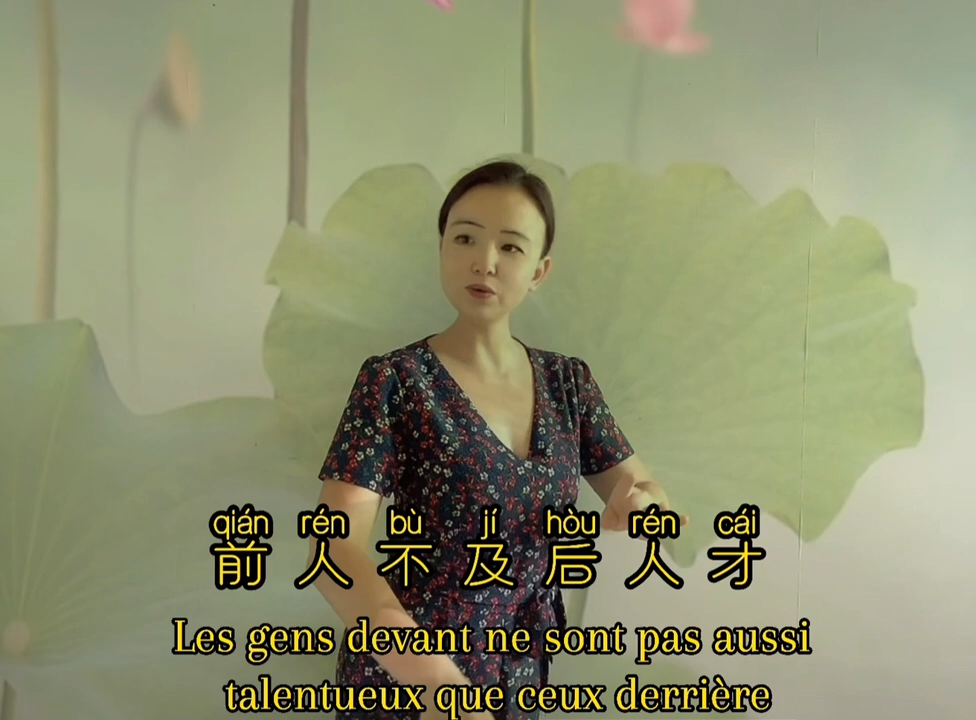 qián rén bù jí hòu rén cái
前人不及后人才
Les gens devant ne sont pas aussi
talentueux que ceux derrière